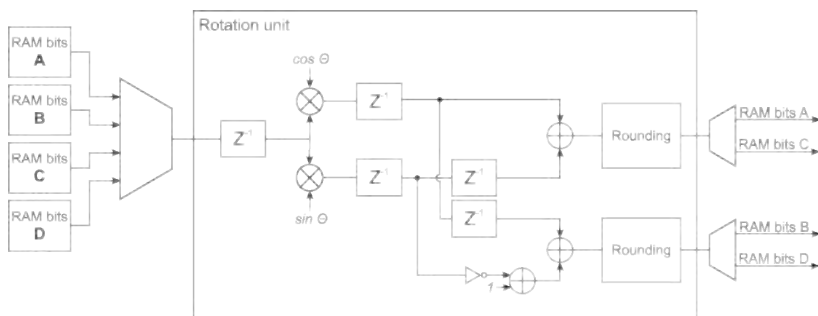 Rotation unit
RAM bits
A
RAM bits
B
RAM bits
C
RAM bits
D
Z⁻¹
cos Θ
sin Θ
Z⁻¹
Z⁻¹
Z⁻¹
Z⁻¹
1
Rounding
Rounding
RAM bits A
RAM bits C
RAM bits B
RAM bits D